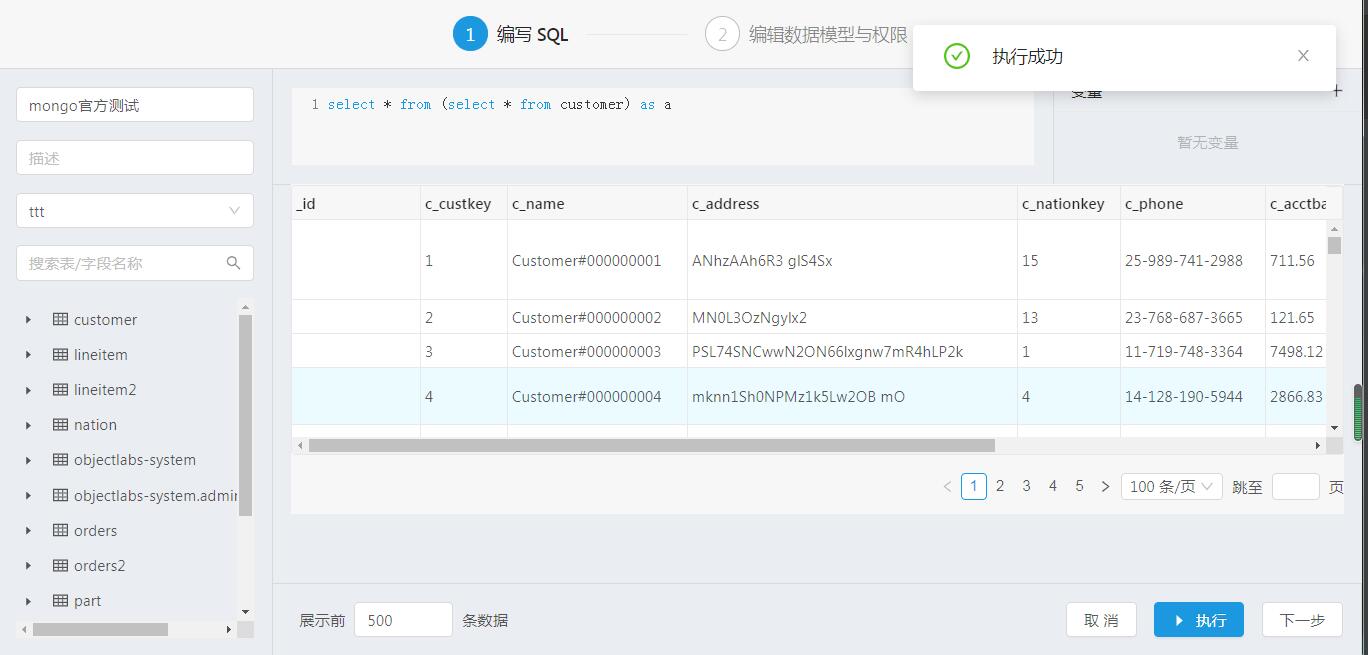 1 编写 SQL
2 编辑数据模型与权限
执行成功
mongo官方测试
描述
ttt
搜索表/字段名称
customer
lineitem
lineitem2
nation
objectlabs-system
objectlabs-system.admin
orders
orders2
part
1 select * from (select * from customer) as a
变量
暂无变量
_id c_custkey c_name c_address c_nationkey c_phone c_acctba
1 Customer#000000001 15 25-989-741-2988 711.56
2 Customer#000000002 13 23-768-687-3665 121.65
3 Customer#000000003 PSL74SNCwwN2ON66Ixgnw7mR4hLP2k 1 11-719-748-3364 7498.12
4 Customer#000000004 mknn1Sh0NPMz1k5Lw2OB mO 4 14-128-190-5944 2866.83
1 2 3 4 5 100 条/页 跳至 页
展示前 500 条数据
取 消
执行
下一步